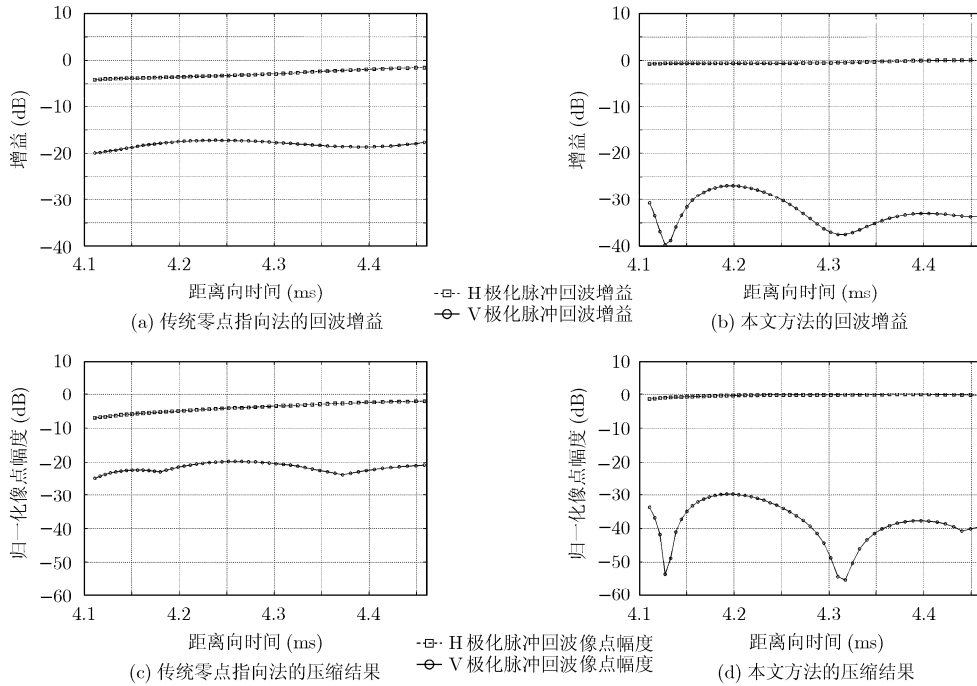 10
0
−10
−20
−30
−40
增益 (dB)
4.1
4.2
4.3
4.4
距离向时间 (ms)
(a) 传统零点指向法的回波增益
10
0
−10
−20
−30
−40
增益 (dB)
4.1
4.2
4.3
4.4
距离向时间 (ms)
(b) 本文方法的回波增益
H极化脉冲回波增益
V极化脉冲回波增益
10
0
−10
−20
−30
−40
−50
−60
归一化像点幅度 (dB)
4.1
4.2
4.3
4.4
距离向时间 (ms)
(c) 传统零点指向法的压缩结果
10
0
−10
−20
−30
−40
−50
−60
归一化像点幅度 (dB)
4.1
4.2
4.3
4.4
距离向时间 (ms)
(d) 本文方法的压缩结果
H极化脉冲回波像点幅度
V极化脉冲回波像点幅度